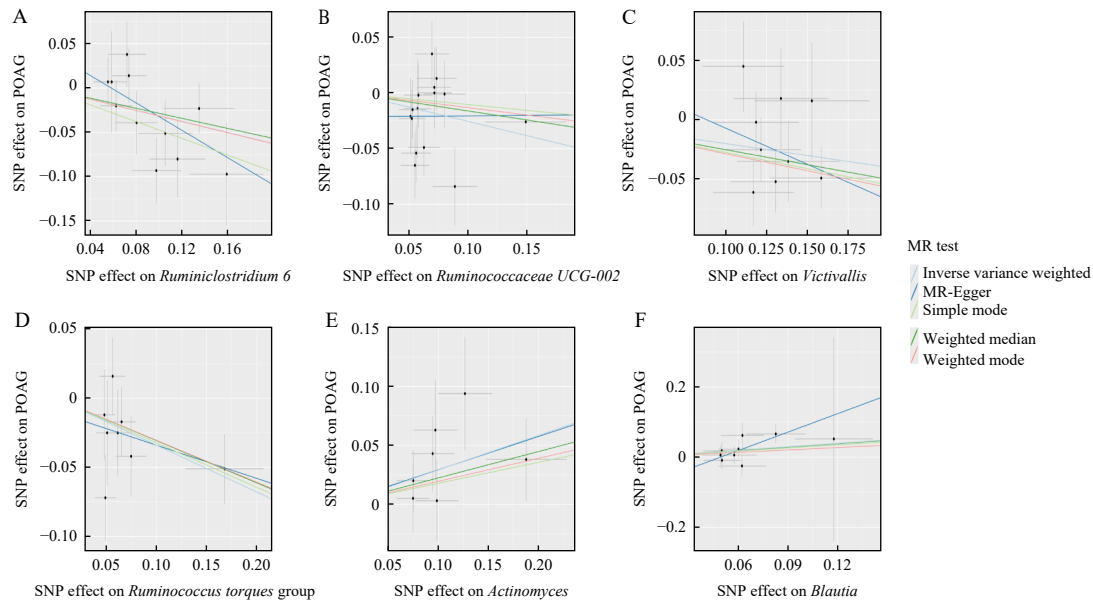 A
0.05
0
−0.05
−0.10
−0.15
SNP effect on POAG
0.04 0.08 0.12 0.16
SNP effect on Ruminiclostridium 6
B
0.05
0
−0.05
−0.10
SNP effect on POAG
0.05 0.10 0.15
SNP effect on Ruminococcaceae UCG-002
C
0.05
0
−0.05
SNP effect on POAG
0.100 0.125 0.150 0.175
SNP effect on Victivallis
MR test
Inverse variance weighted
MR-Egger
Simple mode
Weighted median
Weighted mode
D
0.05
0
−0.05
−0.10
SNP effect on POAG
0.05 0.10 0.15 0.20
SNP effect on Ruminococcus torques group
E
0.15
0.10
0.05
0
SNP effect on POAG
0.05 0.10 0.15 0.20
SNP effect on Actinomyces
F
0.2
0
−0.2
SNP effect on POAG
0.06 0.09 0.12
SNP effect on Blautia